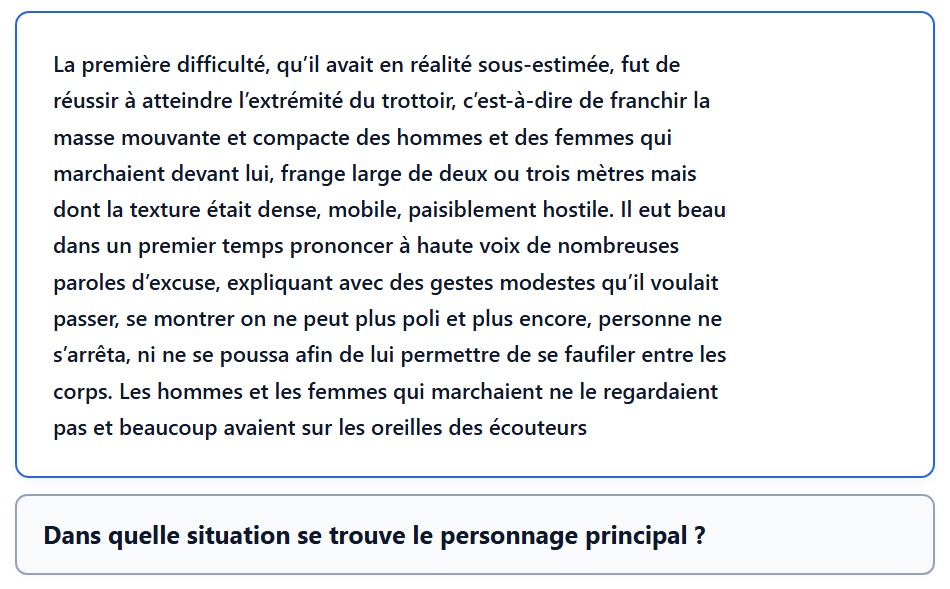 La première difficulté, qu’il avait en réalité sous-estimée, fut de
réussir à atteindre l’extrémité du trottoir, c’est-à-dire de franchir la
masse mouvante et compacte des hommes et des femmes qui
marchaient devant lui, frange large de deux ou trois mètres mais
dont la texture était dense, mobile, paisiblement hostile. Il eut beau
dans un premier temps prononcer à haute voix de nombreuses
paroles d’excuse, expliquant avec des gestes modestes qu’il voulait
passer, se montrer on ne peut plus poli et plus encore, personne ne
s’arrêta, ni ne se poussa afin de lui permettre de se faufiler entre les
corps. Les hommes et les femmes qui marchaient ne le regardaient
pas et beaucoup avaient sur les oreilles des écouteurs
Dans quelle situation se trouve le personnage principal ?